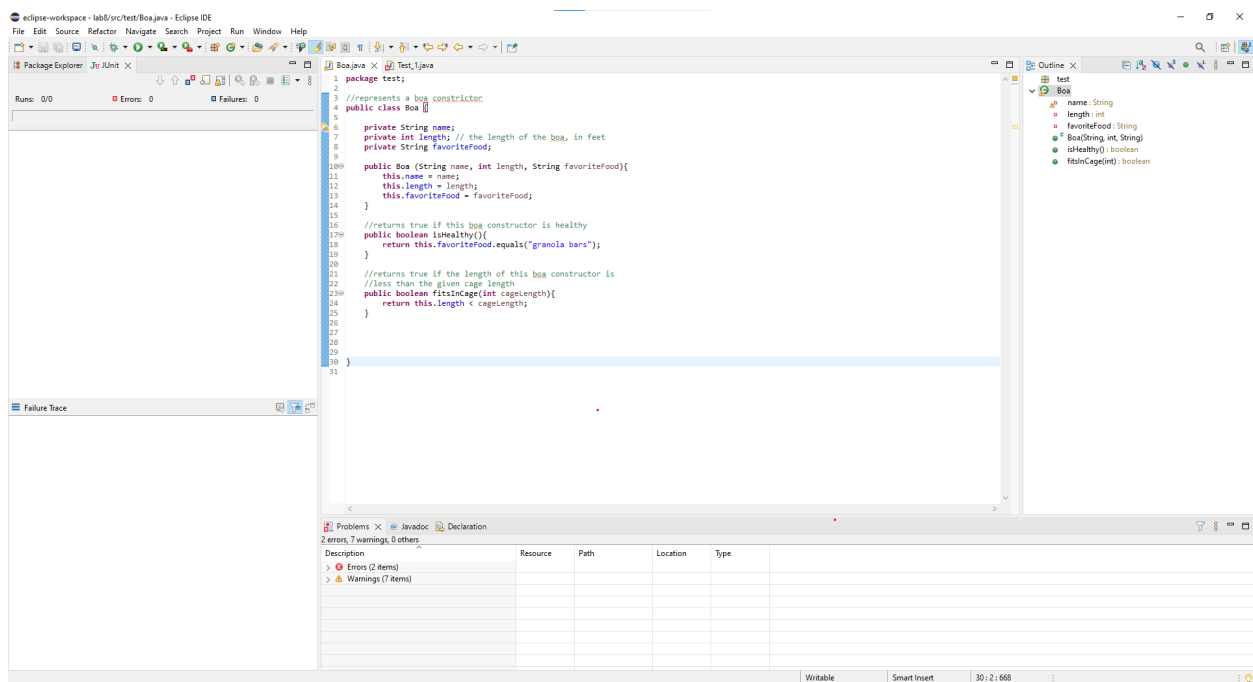 eclipse-workspace - lab8/src/test/Boa.java - Eclipse IDE
File Edit Source Refactor Navigate Search Project Run Window Help
Package Explorer JUnit
Runs: 0/0 Errors: 0 Failures: 0
Failure Trace
Boa.java Test_1.java
1 package test;
2
3 //represents a boa constrictor
4 public class Boa {
5
6 private String name;
7 private int length; // the length of the boa, in feet
8 private String favoriteFood;
9
10 public Boa (String name, int length, String favoriteFood){
11 this.name = name;
12 this.length = length;
13 this.favoriteFood = favoriteFood;
14 }
15
16 //returns true if this boa constructor is healthy
17 public boolean isHealthy(){
18 return this.favoriteFood.equals("granola bars");
19 }
20
21 //returns true if the length of this boa constructor is
22 //less than the given cage length
23 public boolean fitsInCage(int cageLength){
24 return this.length < cageLength;
25 }
26
27
28
29
30 }
31
Outline
test
Boa
name : String
length : int
favoriteFood : String
Boa(String, int, String)
isHealthy() : boolean
fitsInCage(int) : boolean
Problems Javadoc Declaration
2 errors, 7 warnings, 0 others
Description Resource Path Location Type
Errors (2 items)
Warnings (7 items)
Writable Smart Insert 30 : 2 : 668